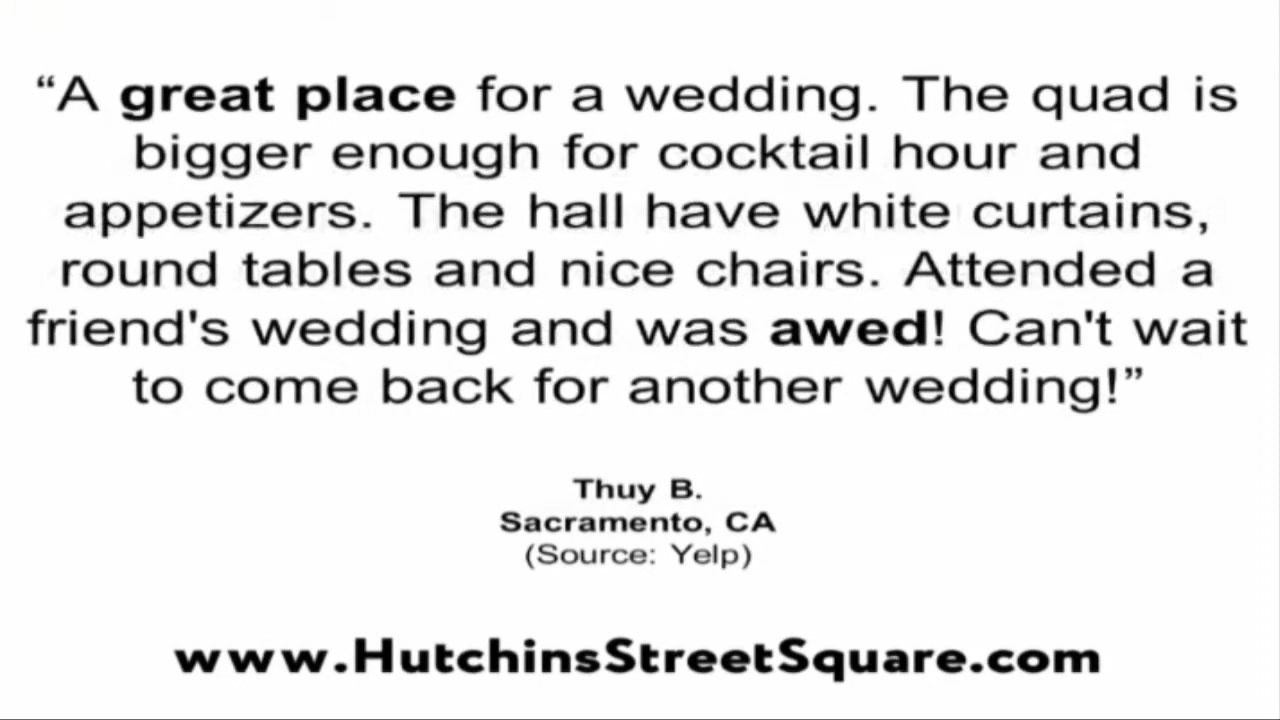 “A great place for a wedding. The quad is
bigger enough for cocktail hour and
appetizers. The hall have white curtains,
round tables and nice chairs. Attended a
friend's wedding and was awed! Can't wait
to come back for another wedding!”
Thuy B.
Sacramento, CA
(Source: Yelp)
www.HutchinsStreetSquare.com